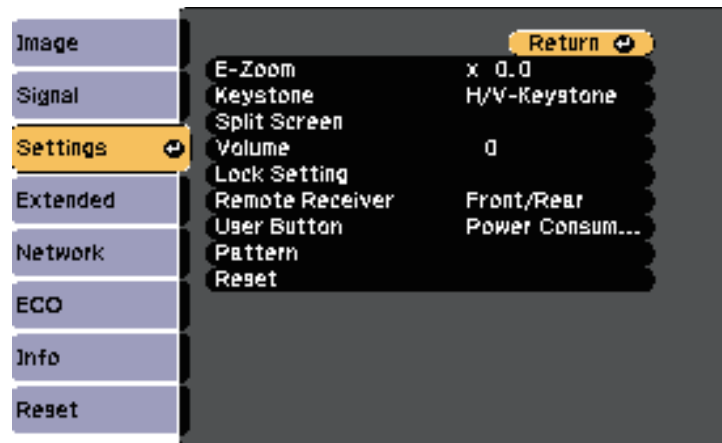 Image
Signal
Settings
Extended
Network
ECO
Info
Reset
Return
E-Zoom x 0.0
Keystone H/V-Keystone
Split Screen
Volume 0
Lock Setting
Remote Receiver Front/Rear
User Button Power Consum...
Pattern
Reset